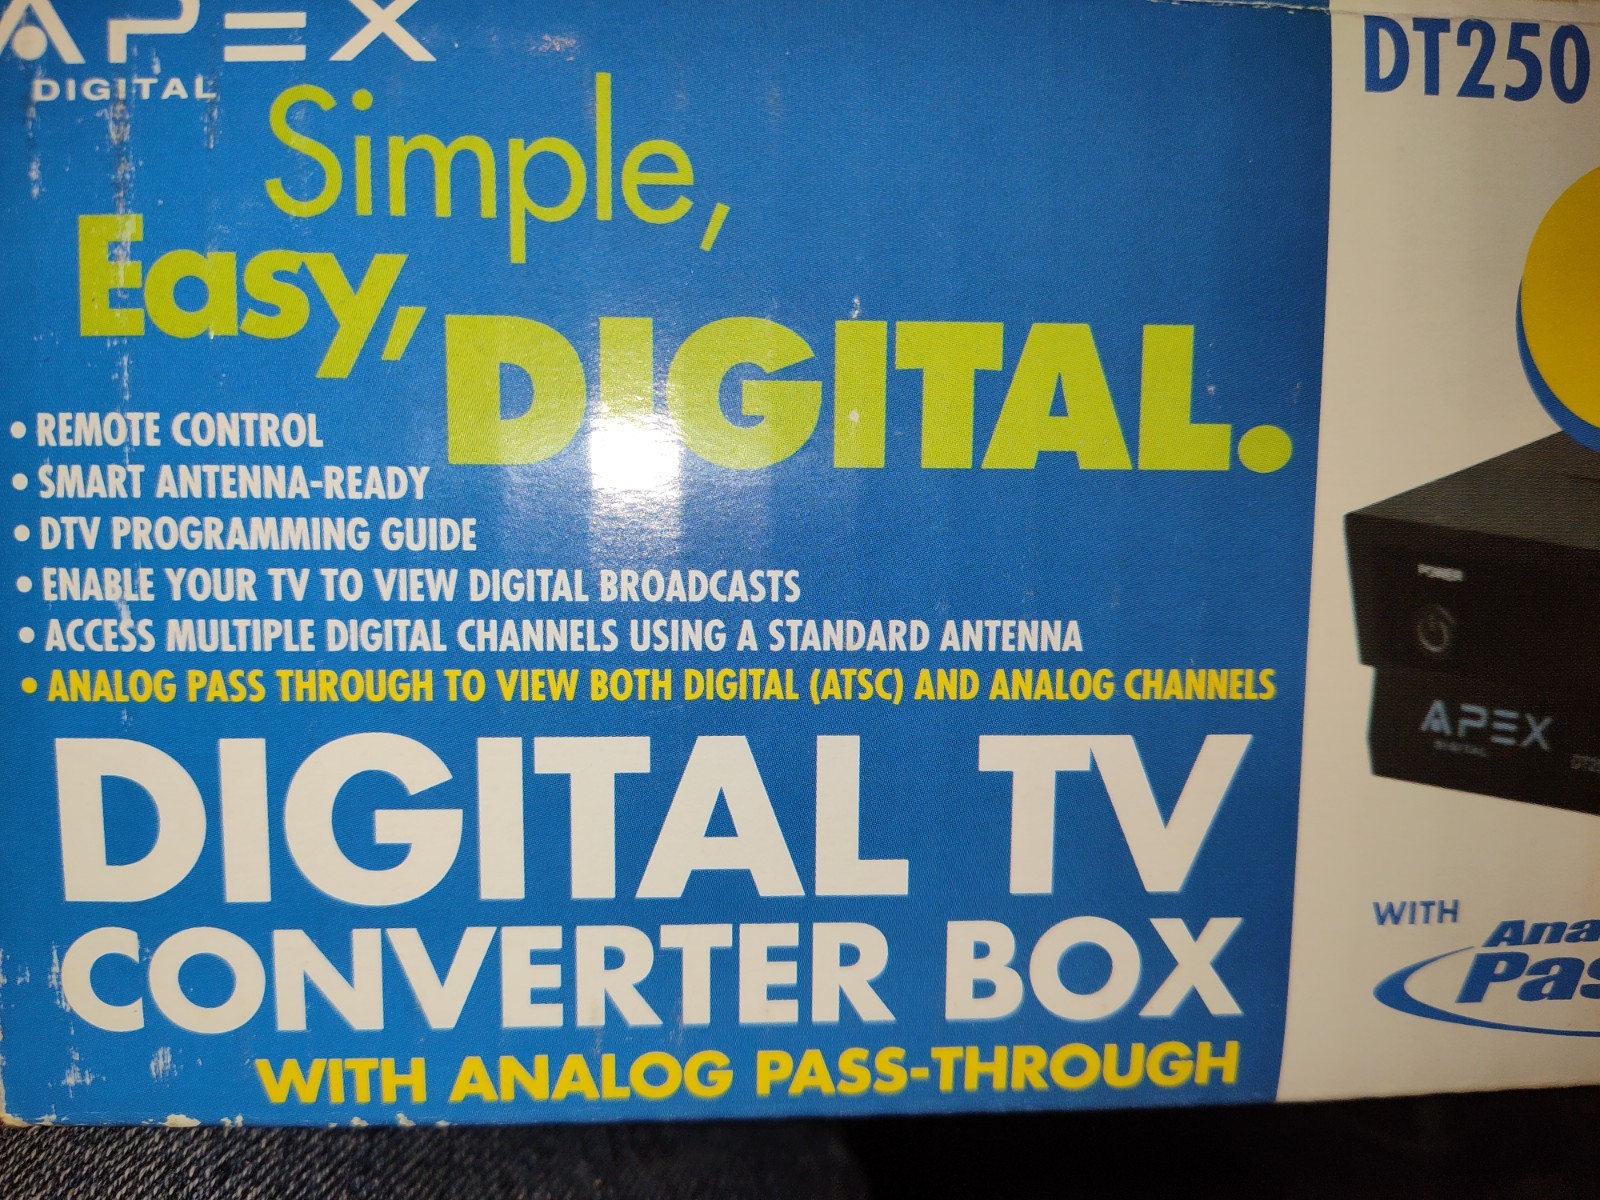 APEX
DIGITAL
DT250
Simple,
Easy,
DIGITAL.
• REMOTE CONTROL
• SMART ANTENNA-READY
• DTV PROGRAMMING GUIDE
• ENABLE YOUR TV TO VIEW DIGITAL BROADCASTS
• ACCESS MULTIPLE DIGITAL CHANNELS USING A STANDARD ANTENNA
• ANALOG PASS THROUGH TO VIEW BOTH DIGITAL (ATSC) AND ANALOG CHANNELS
DIGITAL TV
CONVERTER BOX
WITH ANALOG PASS-THROUGH
POWER
APEX
DIGITAL
WITH